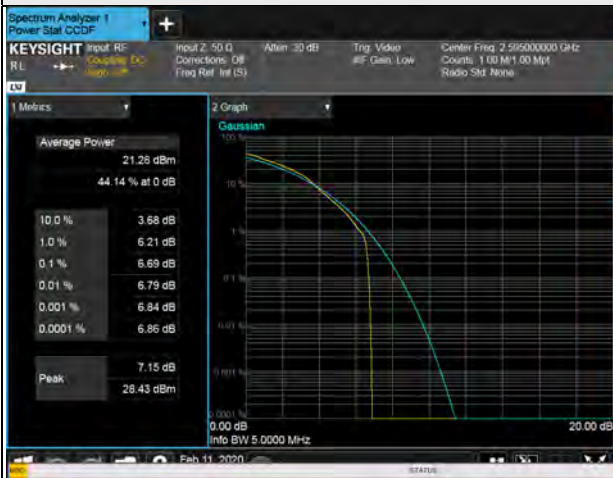 Spectrum Analyzer 1
Power Stat CCDF
+
KEYSIGHT
RL
Input: RF
Coupling: DC
Input Z: 50 Ω
Corrections: Off
Freq Ref: Int (S)
Atten: 30 dB
Trig: Video
#IF Gain: Low
Center Freq: 2.595000000 GHz
Counts: 1.00 M/1.00 Mpt
Radio Std: None
LW
1 Metrics
Average Power
21.28 dBm
44.14 % at 0 dB
10.0 % 3.68 dB
1.0 % 6.21 dB
0.1 % 6.69 dB
0.01 % 6.79 dB
0.001 % 6.84 dB
0.0001 % 6.86 dB
Peak
7.15 dB
28.43 dBm
2 Graph
Gaussian
100 %
10 %
1 %
0.1 %
0.01 %
0.001 %
0.0001 %
0.00 dB
20.00 dB
Info BW 5.0000 MHz
Feb 11, 2020
MSG
STATUS